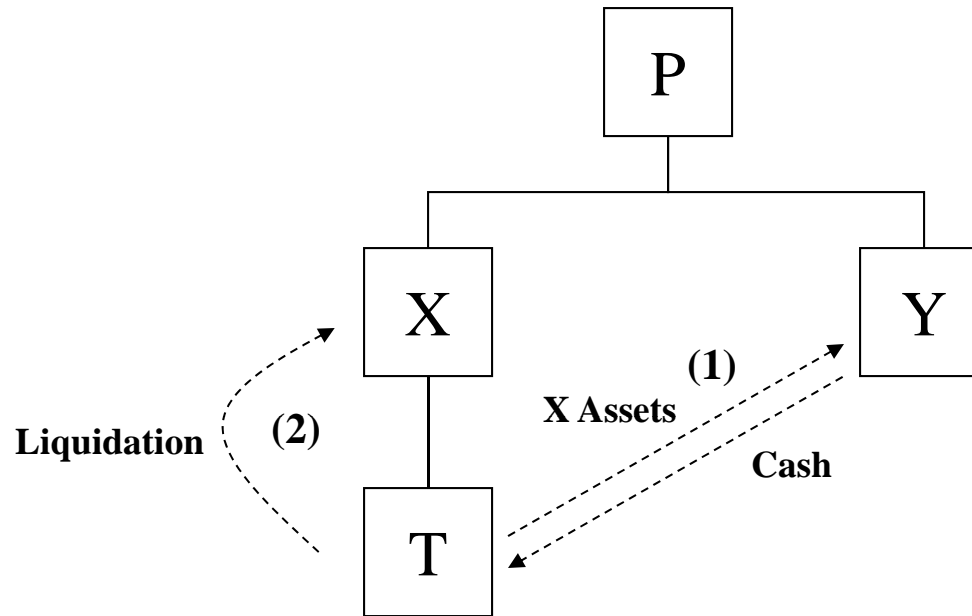 P
X
Y
(1)
X Assets
Liquidation
(2)
Cash
T